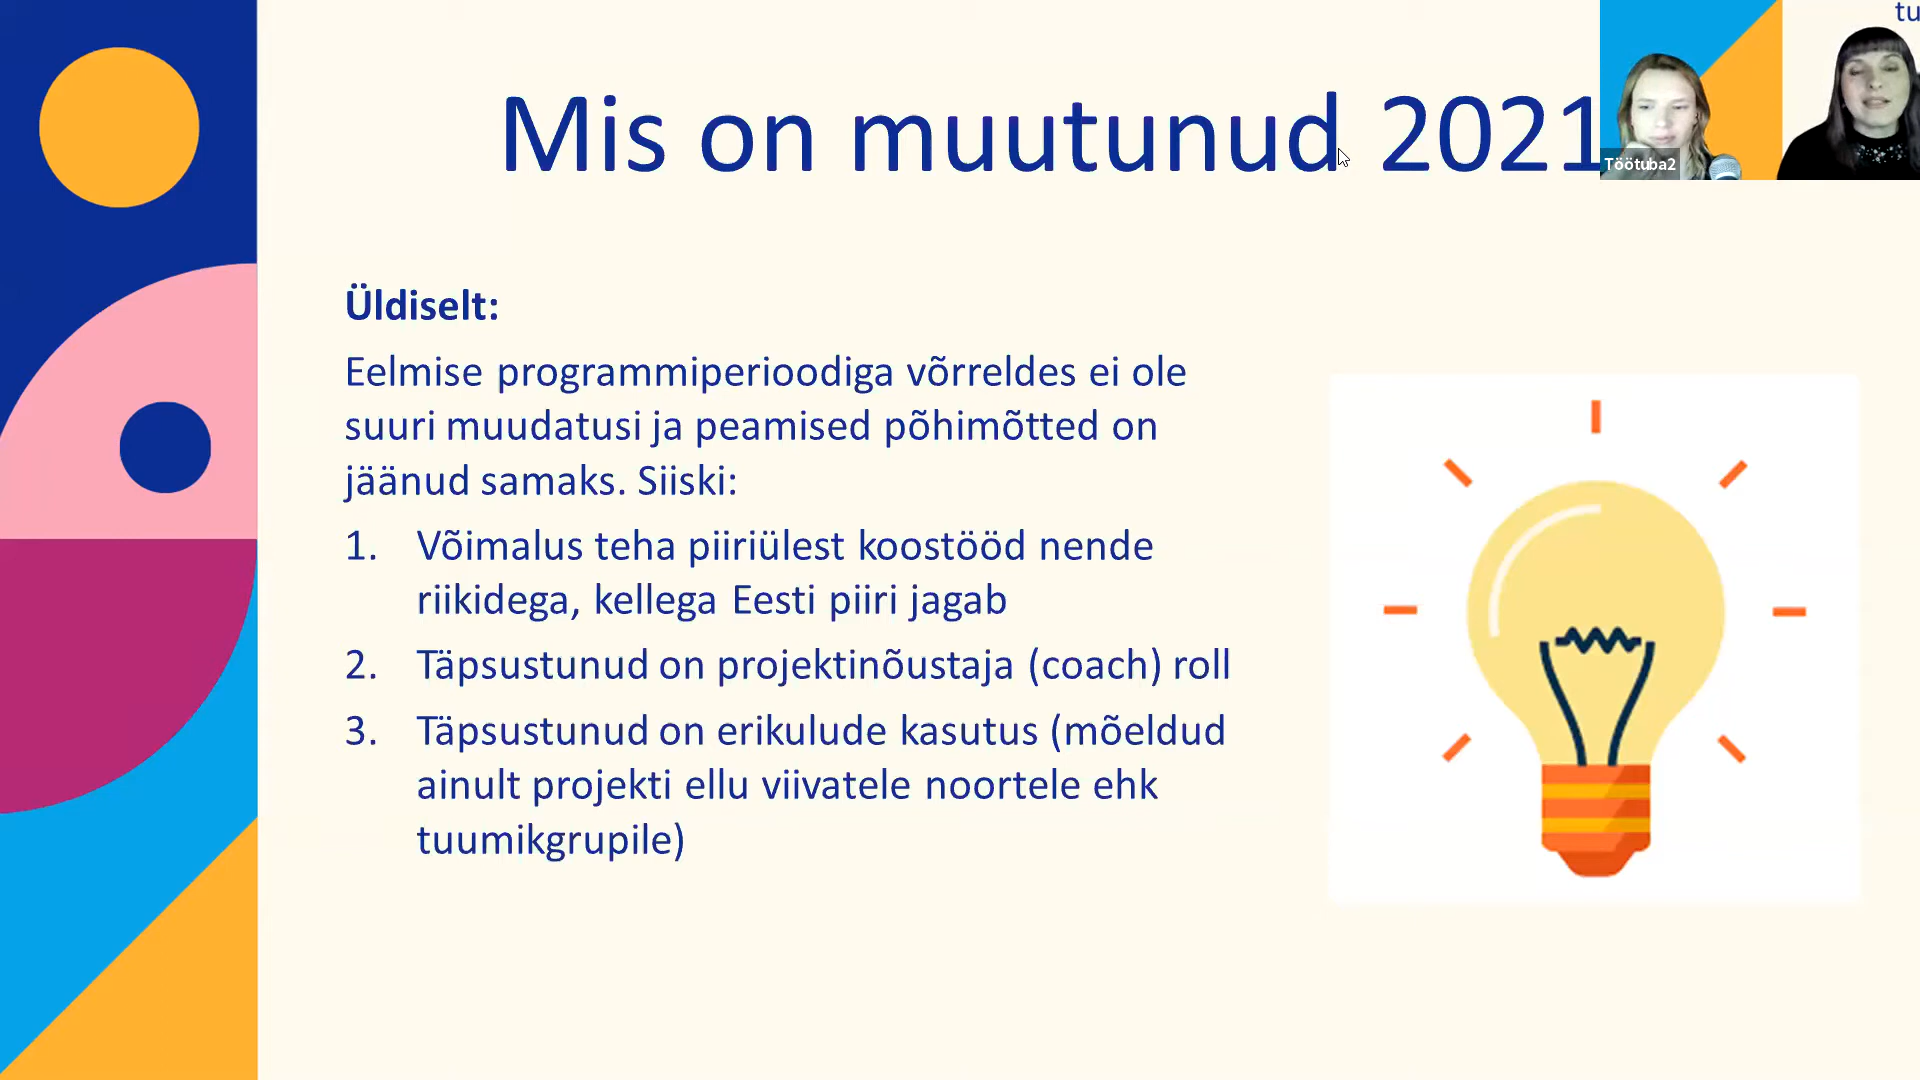 tu
Mis on muutunud 2021
Töötuba2
Üldiselt:
Eelmise programmiperioodiga võrreldes ei ole
suuri muudatusi ja peamised põhimõtted on
jäänud samaks. Siiski:
1. Võimalus teha piiriülest koostööd nende
riikidega, kellega Eesti piiri jagab
2. Täpsustunud on projektinõustaja (coach) roll
3. Täpsustunud on erikulude kasutus (mõeldud
ainult projekti ellu viivatele noortele ehk
tuumikgrupile)